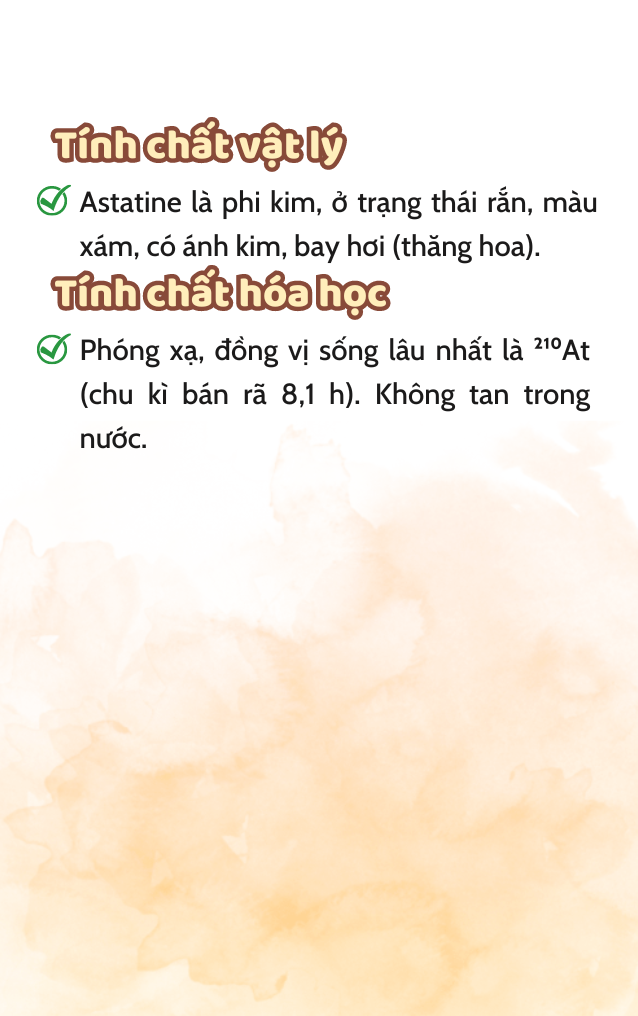 Tính chất vật lý
Astatine là phi kim, ở trạng thái rắn, màu
xám, có ánh kim, bay hơi (thăng hoa).
Tính chất hóa học
Phóng xạ, đồng vị sống lâu nhất là ²¹⁰At
(chu kì bán rã 8,1 h). Không tan trong
nước.